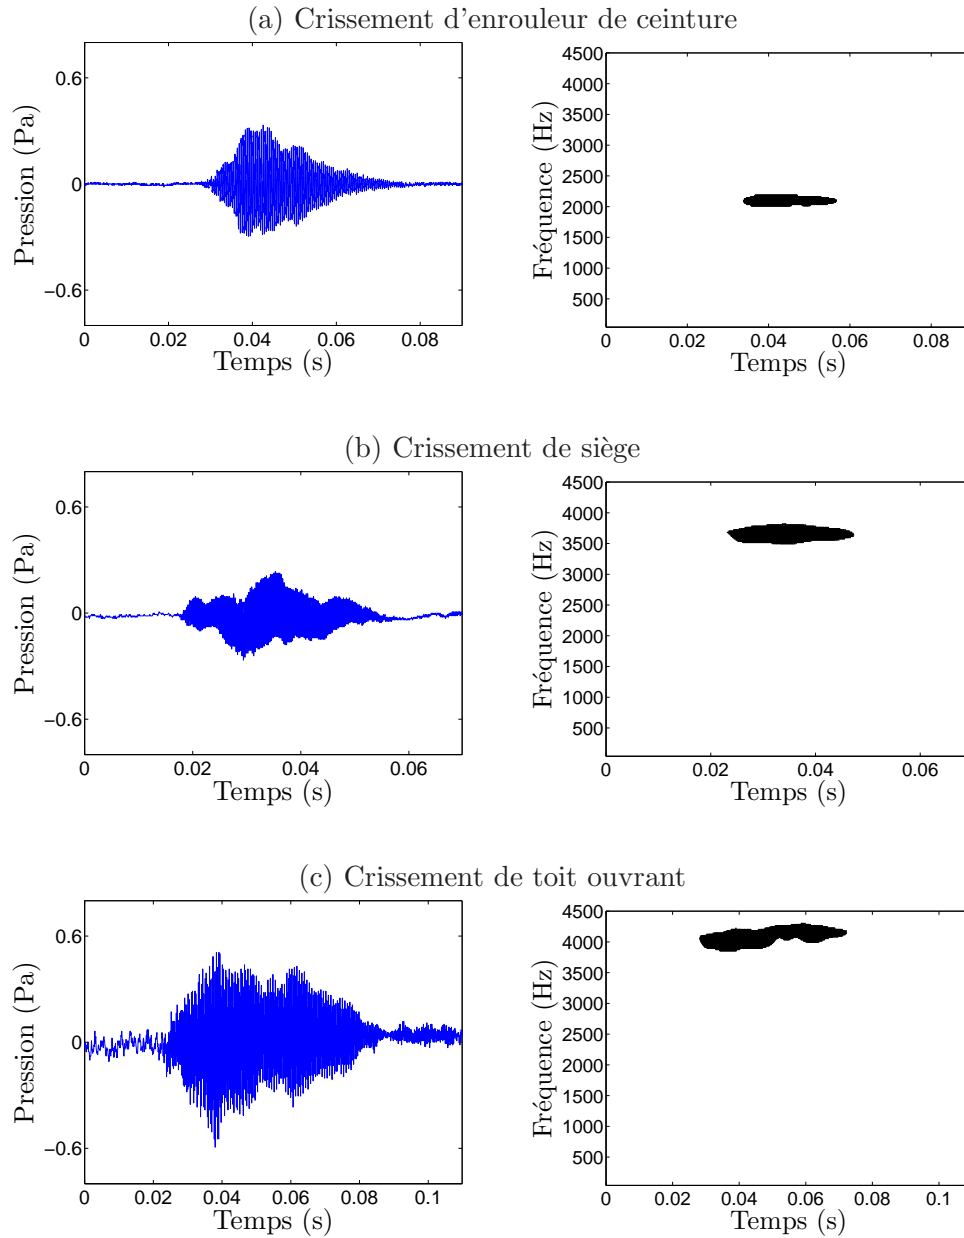 (a) Crissement d'enrouleur de ceinture
Pression (Pa)
0.6
0
−0.6
0 0.02 0.04 0.06 0.08
Temps (s)
Fréquence (Hz)
4500
4000
3500
3000
2500
2000
1500
1000
500
0 0.02 0.04 0.06 0.08
Temps (s)
(b) Crissement de siège
Pression (Pa)
0.6
0
−0.6
0 0.02 0.04 0.06
Temps (s)
Fréquence (Hz)
4500
4000
3500
3000
2500
2000
1500
1000
500
0 0.02 0.04 0.06
Temps (s)
(c) Crissement de toit ouvrant
Pression (Pa)
0.6
0
−0.6
0 0.02 0.04 0.06 0.08 0.1
Temps (s)
Fréquence (Hz)
4500
4000
3500
3000
2500
2000
1500
1000
500
0 0.02 0.04 0.06 0.08 0.1
Temps (s)